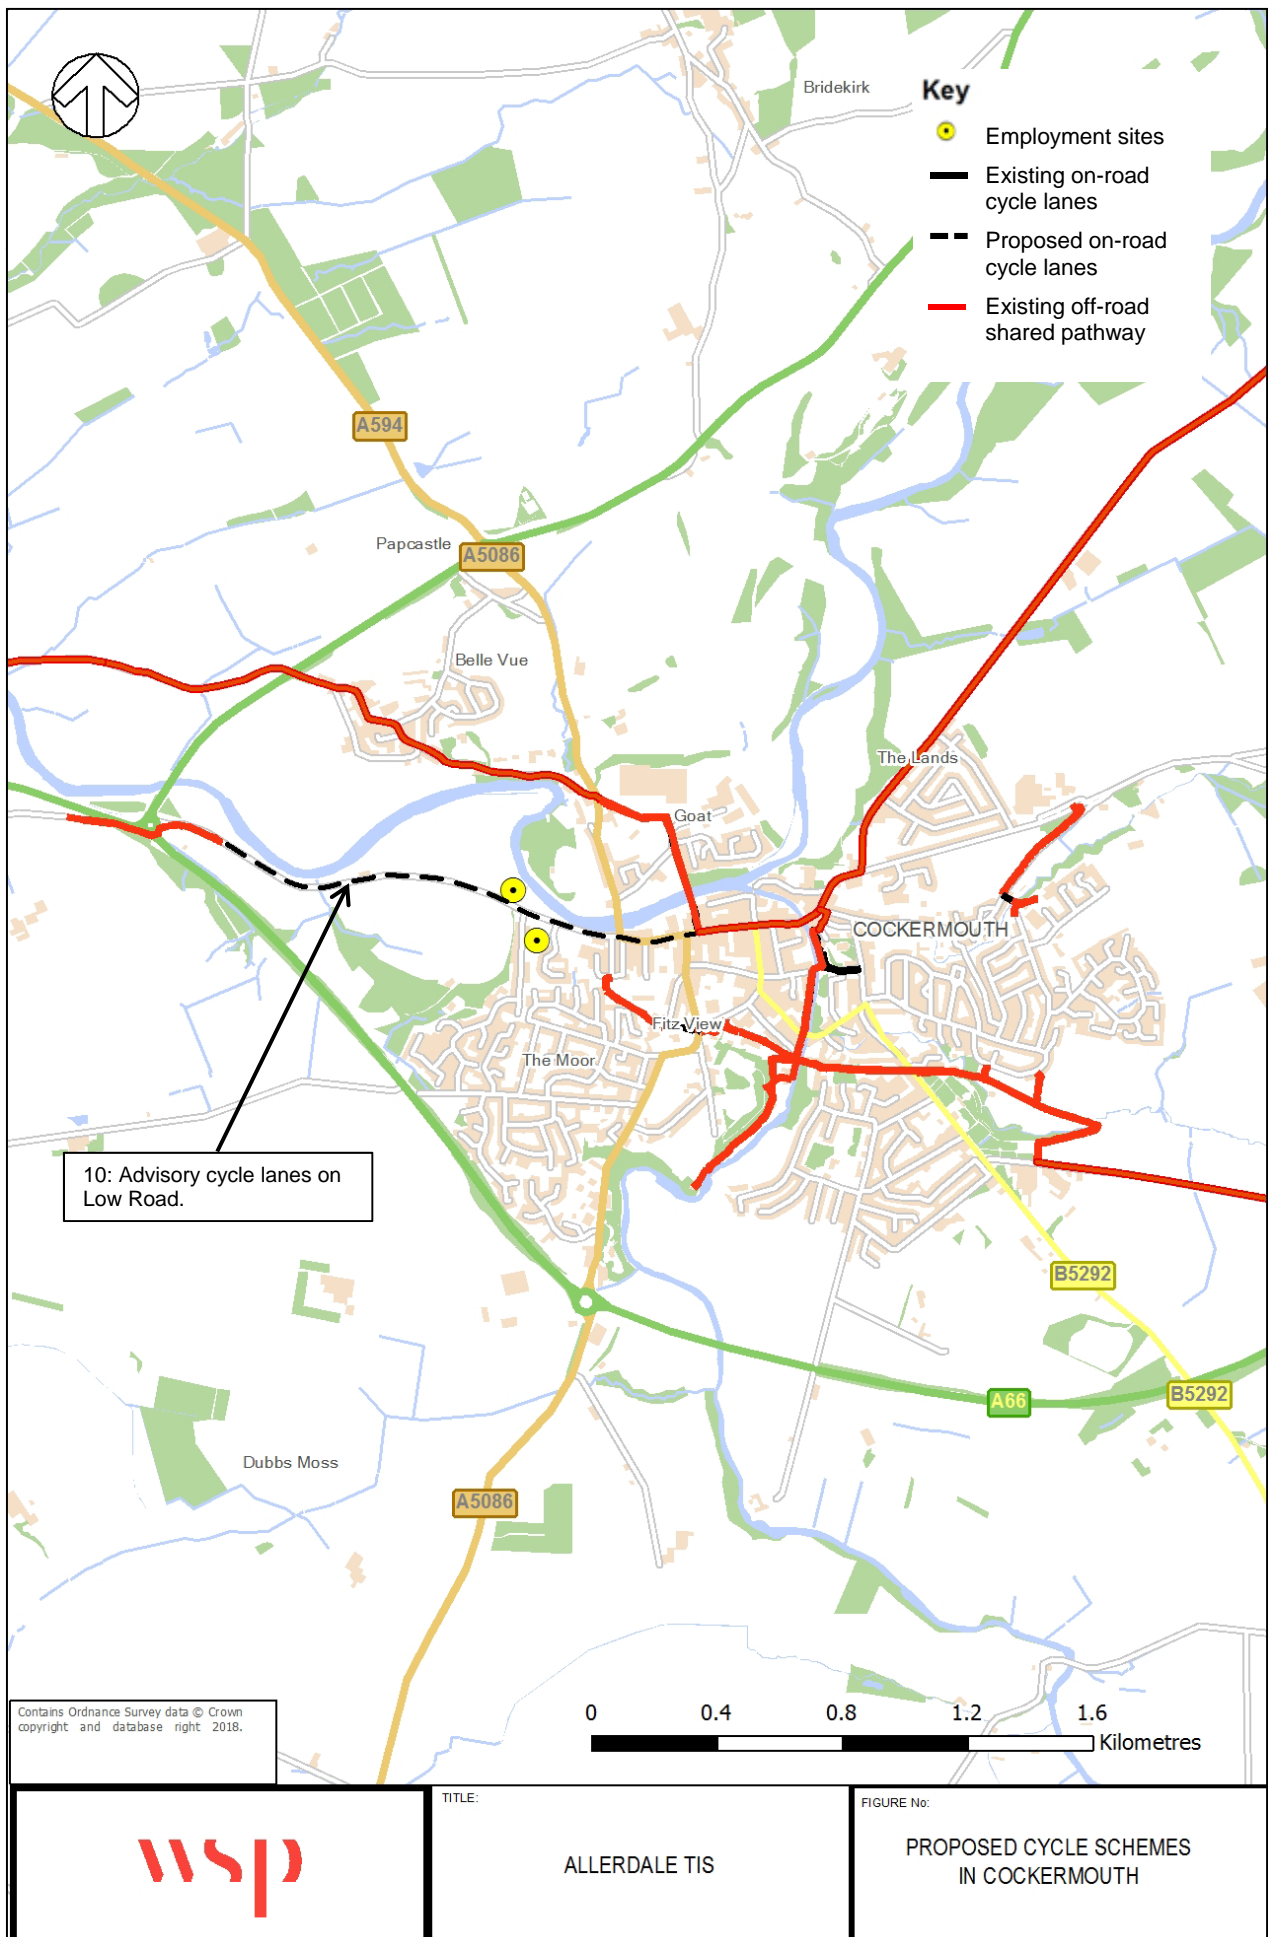 Bridekirk
Key
Employment sites
Existing on-road
cycle lanes
Proposed on-road
cycle lanes
Existing off-road
shared pathway
A594
Papcastle
A5086
Belle Vue
The Lands
Goat
COCKERMOUTH
Fitz View
The Moor
10: Advisory cycle lanes on
Low Road.
B5292
A66
B5292
Dubbs Moss
A5086
Contains Ordnance Survey data © Crown
copyright and database right 2018.
0 0.4 0.8 1.2 1.6
Kilometres
wsp
TITLE:
ALLERDALE TIS
FIGURE No:
PROPOSED CYCLE SCHEMES
IN COCKERMOUTH